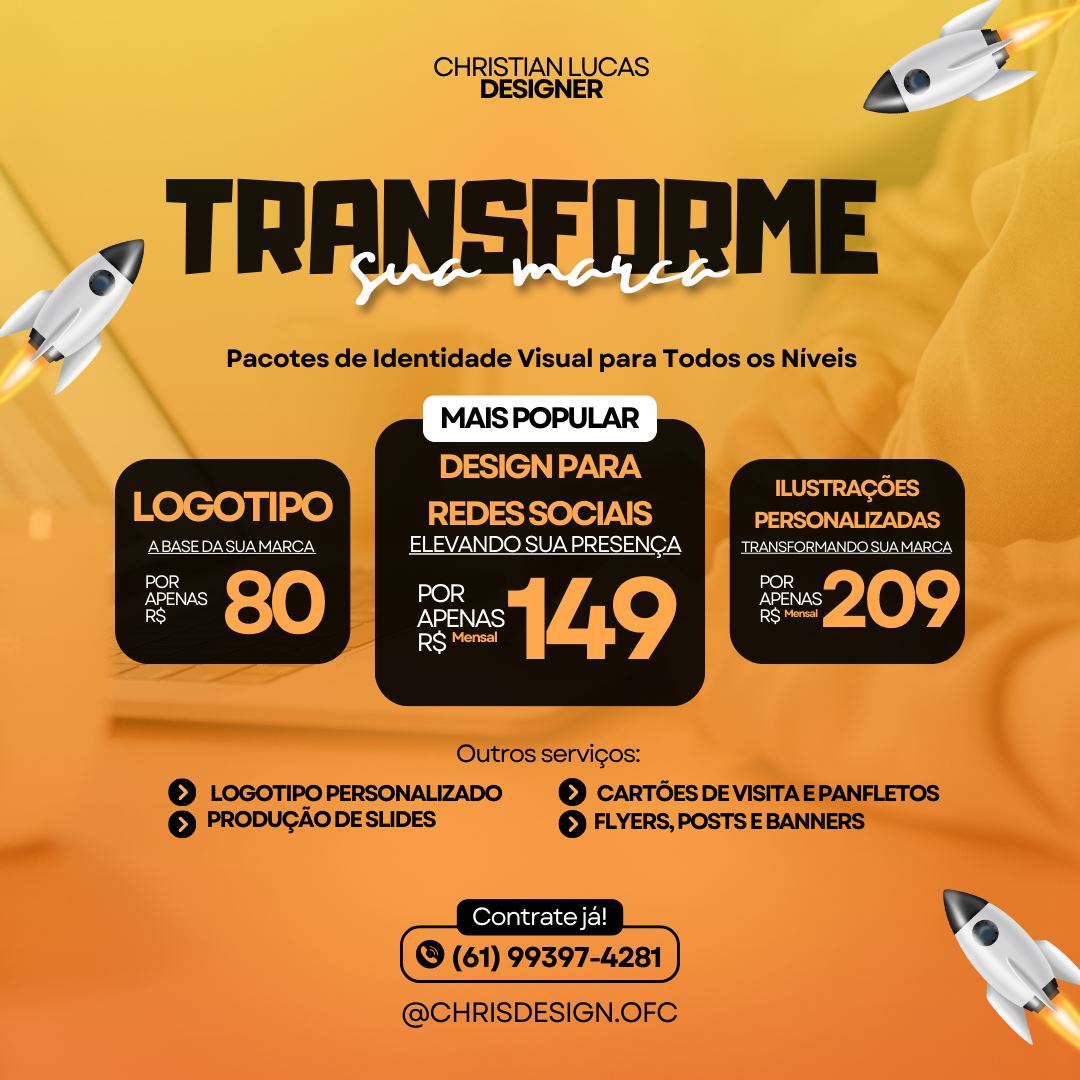 CHRISTIAN LUCAS
DESIGNER
TRANSFORME
sua marca
Pacotes de Identidade Visual para Todos os Níveis
LOGOTIPO
A BASE DA SUA MARCA
POR
APENAS
R$
80
MAIS POPULAR
DESIGN PARA
REDES SOCIAIS
ELEVANDO SUA PRESENÇA
POR
APENAS
R$ Mensal
149
ILUSTRAÇÕES
PERSONALIZADAS
TRANSFORMANDO SUA MARCA
POR
APENAS
R$ Mensal
209
Outros serviços:
LOGOTIPO PERSONALIZADO
PRODUÇÃO DE SLIDES
CARTÕES DE VISITA E PANFLETOS
FLYERS, POSTS E BANNERS
Contrate já!
(61) 99397-4281
@CHRISDESIGN.OFC